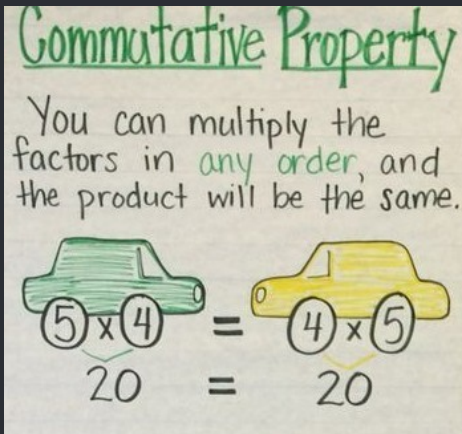 Commutative Property
You can multiply the
factors in any order, and
the product will be the same.
5 x 4 = 4 x 5
20 = 20